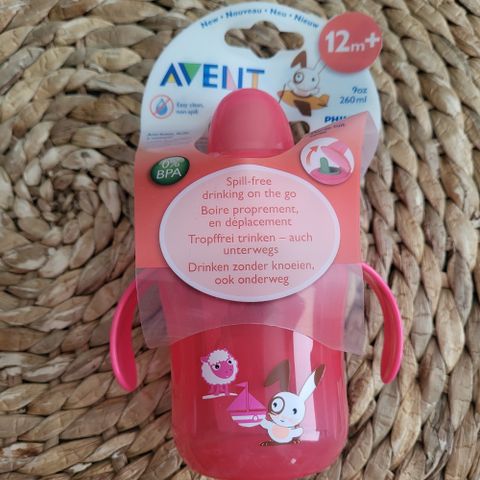 New • Nouveau • Neu • Nieuw
12m+
AVENT
9oz
260ml
Easy clean,
non-spill
0%
BPA
Spill-free
drinking on the go
Boire proprement,
en déplacement
Tropffrei trinken – auch
unterwegs
Drinken zonder knoeien,
ook onderweg